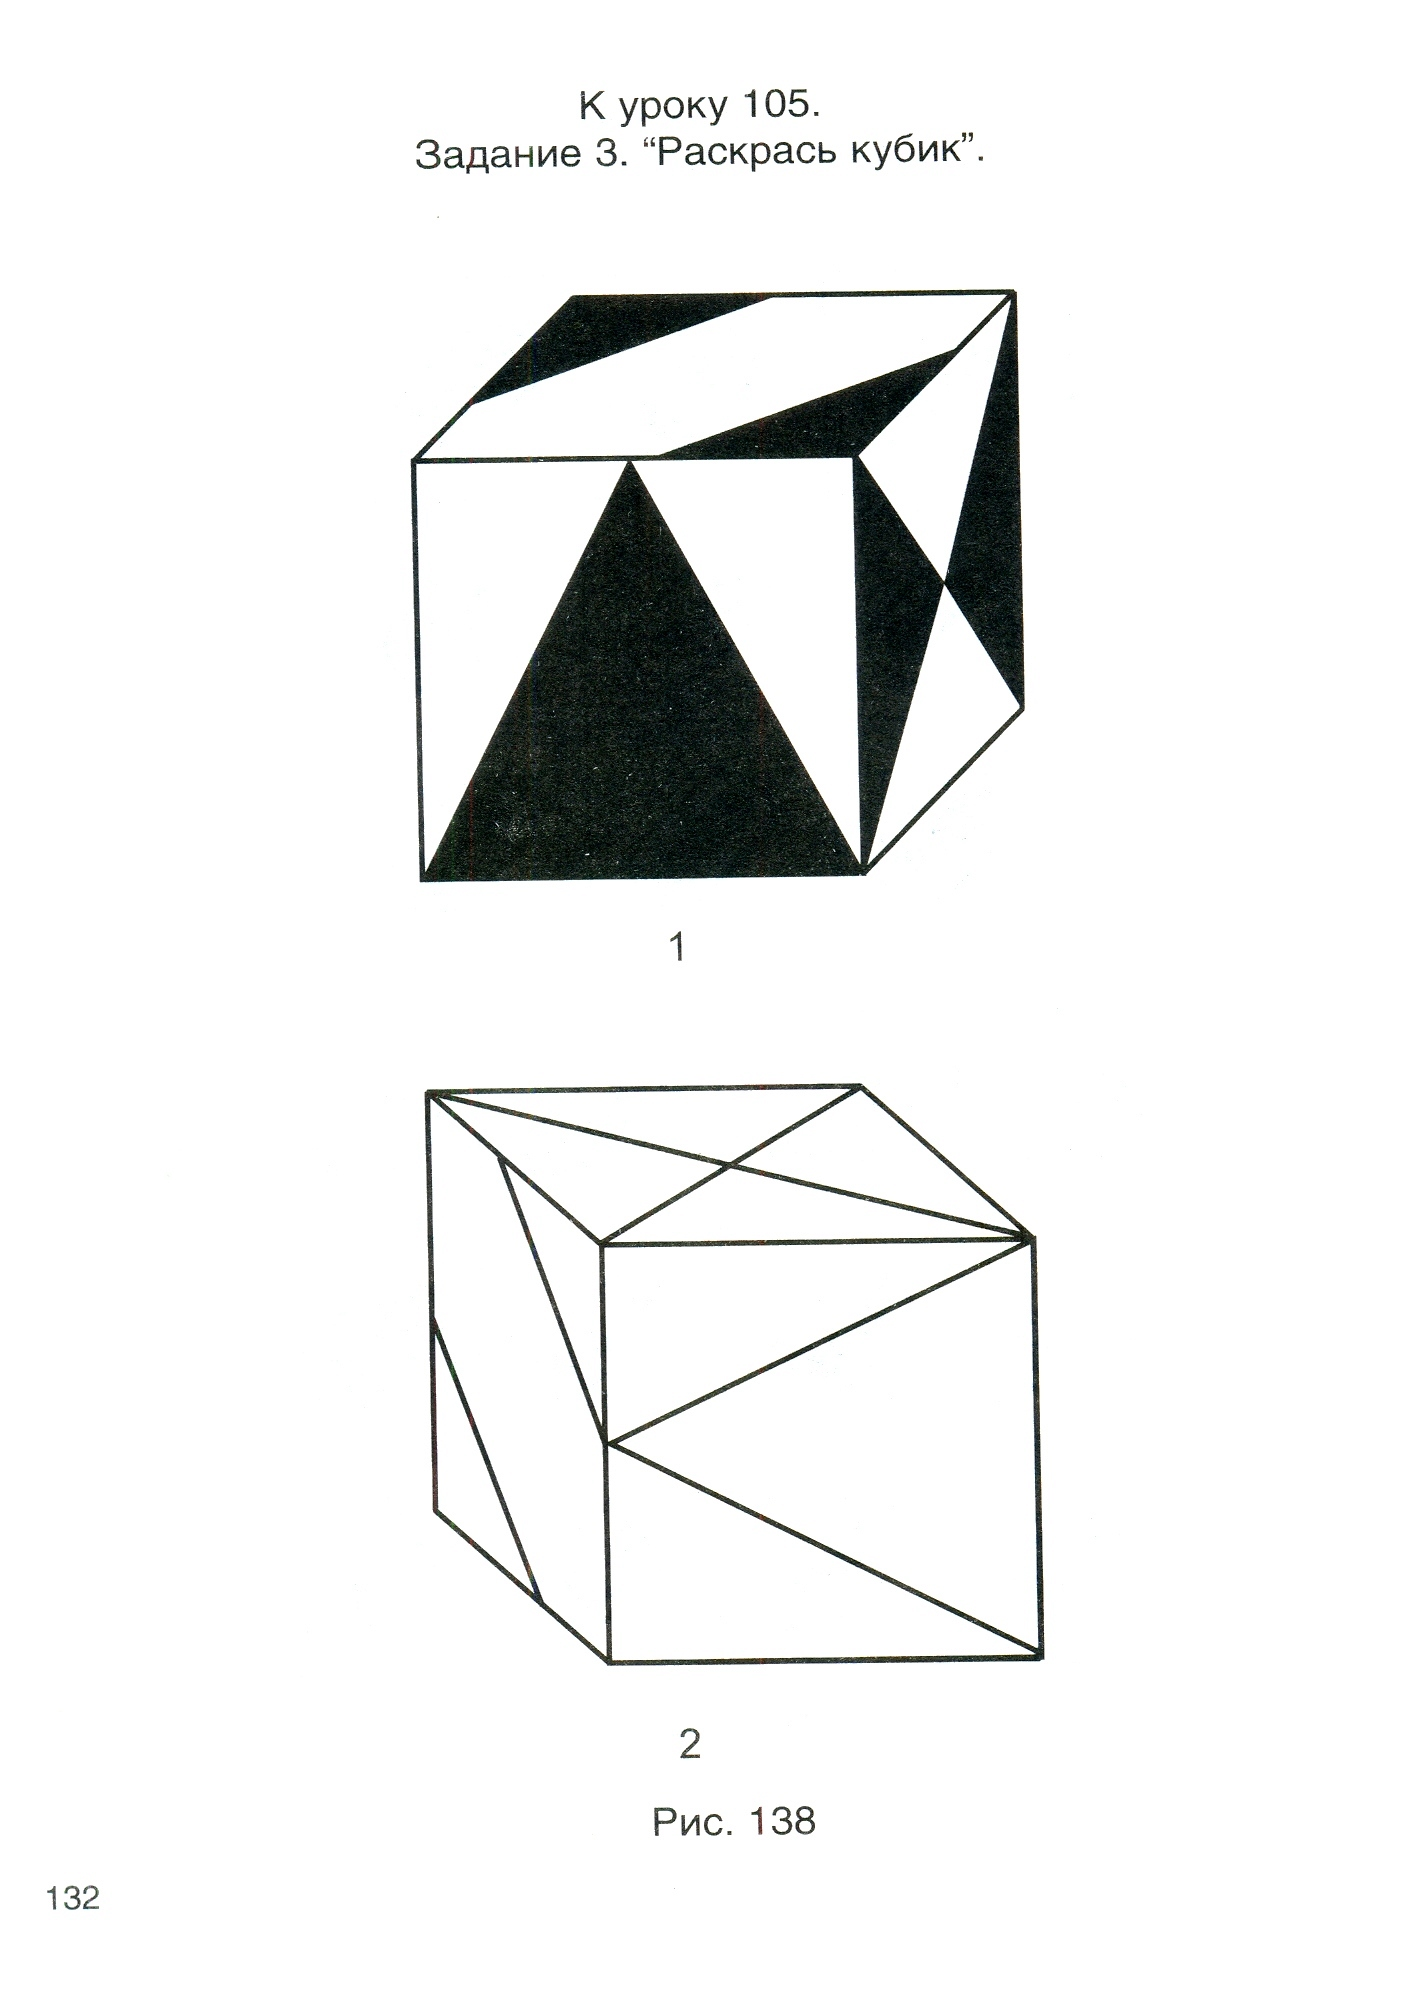 К уроку 105.
Задание 3. “Раскрась кубик”.
1
2
Рис. 138
132